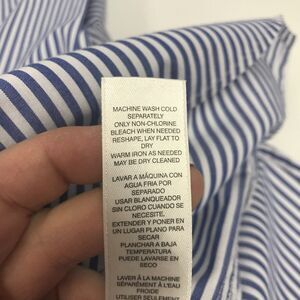 MACHINE WASH COLD
SEPARATELY
ONLY NON-CHLORINE
BLEACH WHEN NEEDED
RESHAPE, LAY FLAT TO
DRY
WARM IRON AS NEEDED
MAY BE DRY CLEANED
LAVAR A MÁQUINA CON
AGUA FRIA POR
SEPARADO
USAR BLANQUEADOR
SIN CLORO CUANDO SE
NECESITE,
EXTENDER Y PONER EN
UN LUGAR PLANO PARA
SECAR
PLANCHAR A BAJA
TEMPERATURA
PUEDE LAVARSE EN
SECO
LAVER À LA MACHINE
SÉPARÉMENT À L'EAU
FROIDE
UTILISER SEULEMENT